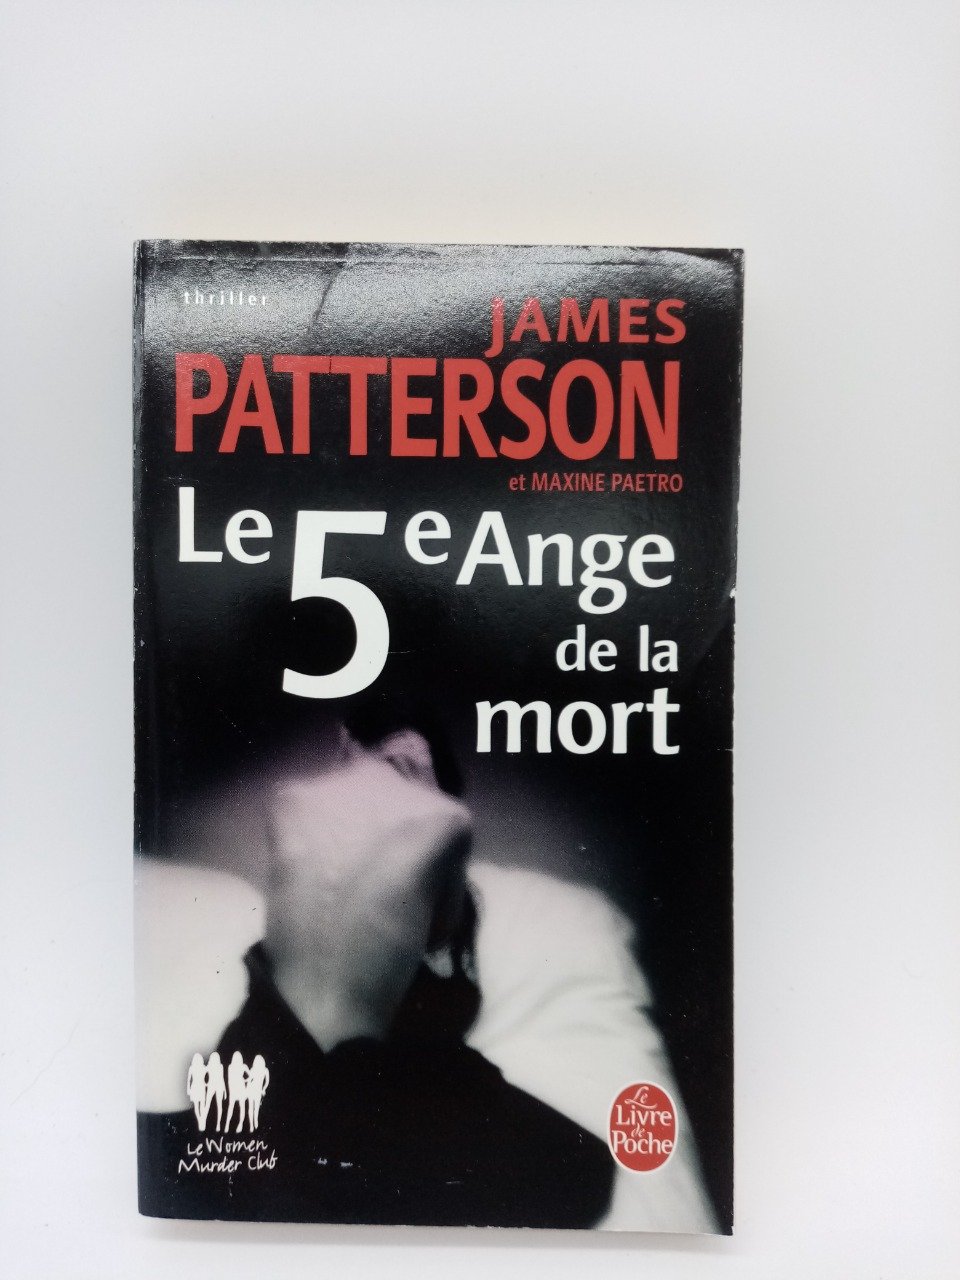 thriller
JAMES
PATTERSON
et MAXINE PAETRO
Le 5e Ange
de la
mort
Le Women
Murder Club
Le
Livre
de
Poche